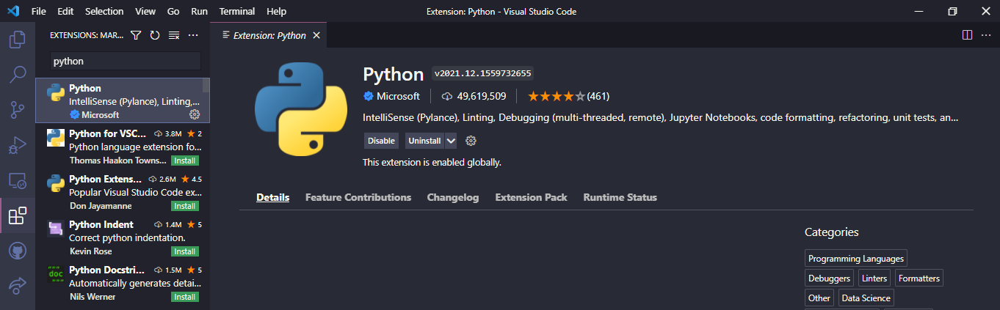 File Edit Selection View Go Run Terminal Help Extension: Python - Visual Studio Code
EXTENSIONS: MAR...
Extension: Python
python
Python
IntelliSense (Pylance), Linting,...
Microsoft
Python for VSC... 3.8M 2
Python language extension fo...
Thomas Haakon Towns... Install
Python Extens... 2.6M 4.5
Popular Visual Studio Code ex...
Don Jayamanne Install
Python Indent 1.4M 5
Correct python indentation.
Kevin Rose Install
Python Docstri... 1.5M 5
Automatically generates detai...
Nils Werner Install
doc
Python v2021.12.1559732655
Microsoft 49,619,509 (461)
IntelliSense (Pylance), Linting, Debugging (multi-threaded, remote), Jupyter Notebooks, code formatting, refactoring, unit tests, an...
Disable Uninstall
This extension is enabled globally.
Details Feature Contributions Changelog Extension Pack Runtime Status
Categories
Programming Languages
Debuggers Linters Formatters
Other Data Science